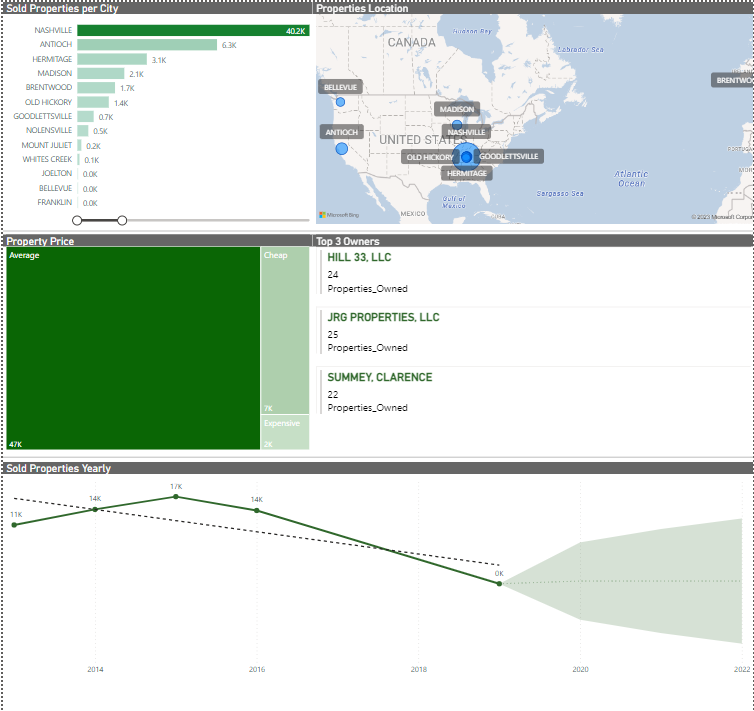 Sold Properties per City
NASHVILLE 40.2K
ANTIOCH 6.3K
HERMITAGE 3.1K
MADISON 2.1K
BRENTWOOD 1.7K
OLD HICKORY 1.4K
GOODLETTSVILLE 0.7K
NOLENSVILLE 0.5K
MOUNT JULIET 0.2K
WHITES CREEK 0.1K
JOELTON 0.0K
BELLEVUE 0.0K
FRANKLIN 0.0K
Properties Location
Hudson Bay
CANADA
Labrador Sea
BRENTWOO
BELLEVUE
MADISON
ANTIOCH
NASHVILLE
UNITED STATES
OLD HICKORY
GOODLETTSVILLE
PORTUGA
HERMITAGE
MOR
Atlantic
Ocean
Sargasso Sea
Gulf of
Mexico
MEXICO
Microsoft Bing
© 2023 Microsoft Corpor
Property Price
Average
47K
Cheap
7K
Expensive
2K
Top 3 Owners
HILL 33, LLC
24
Properties_Owned
JRG PROPERTIES, LLC
25
Properties_Owned
SUMMEY, CLARENCE
22
Properties_Owned
Sold Properties Yearly
11K
14K
17K
14K
0K
2014
2016
2018
2020
2022